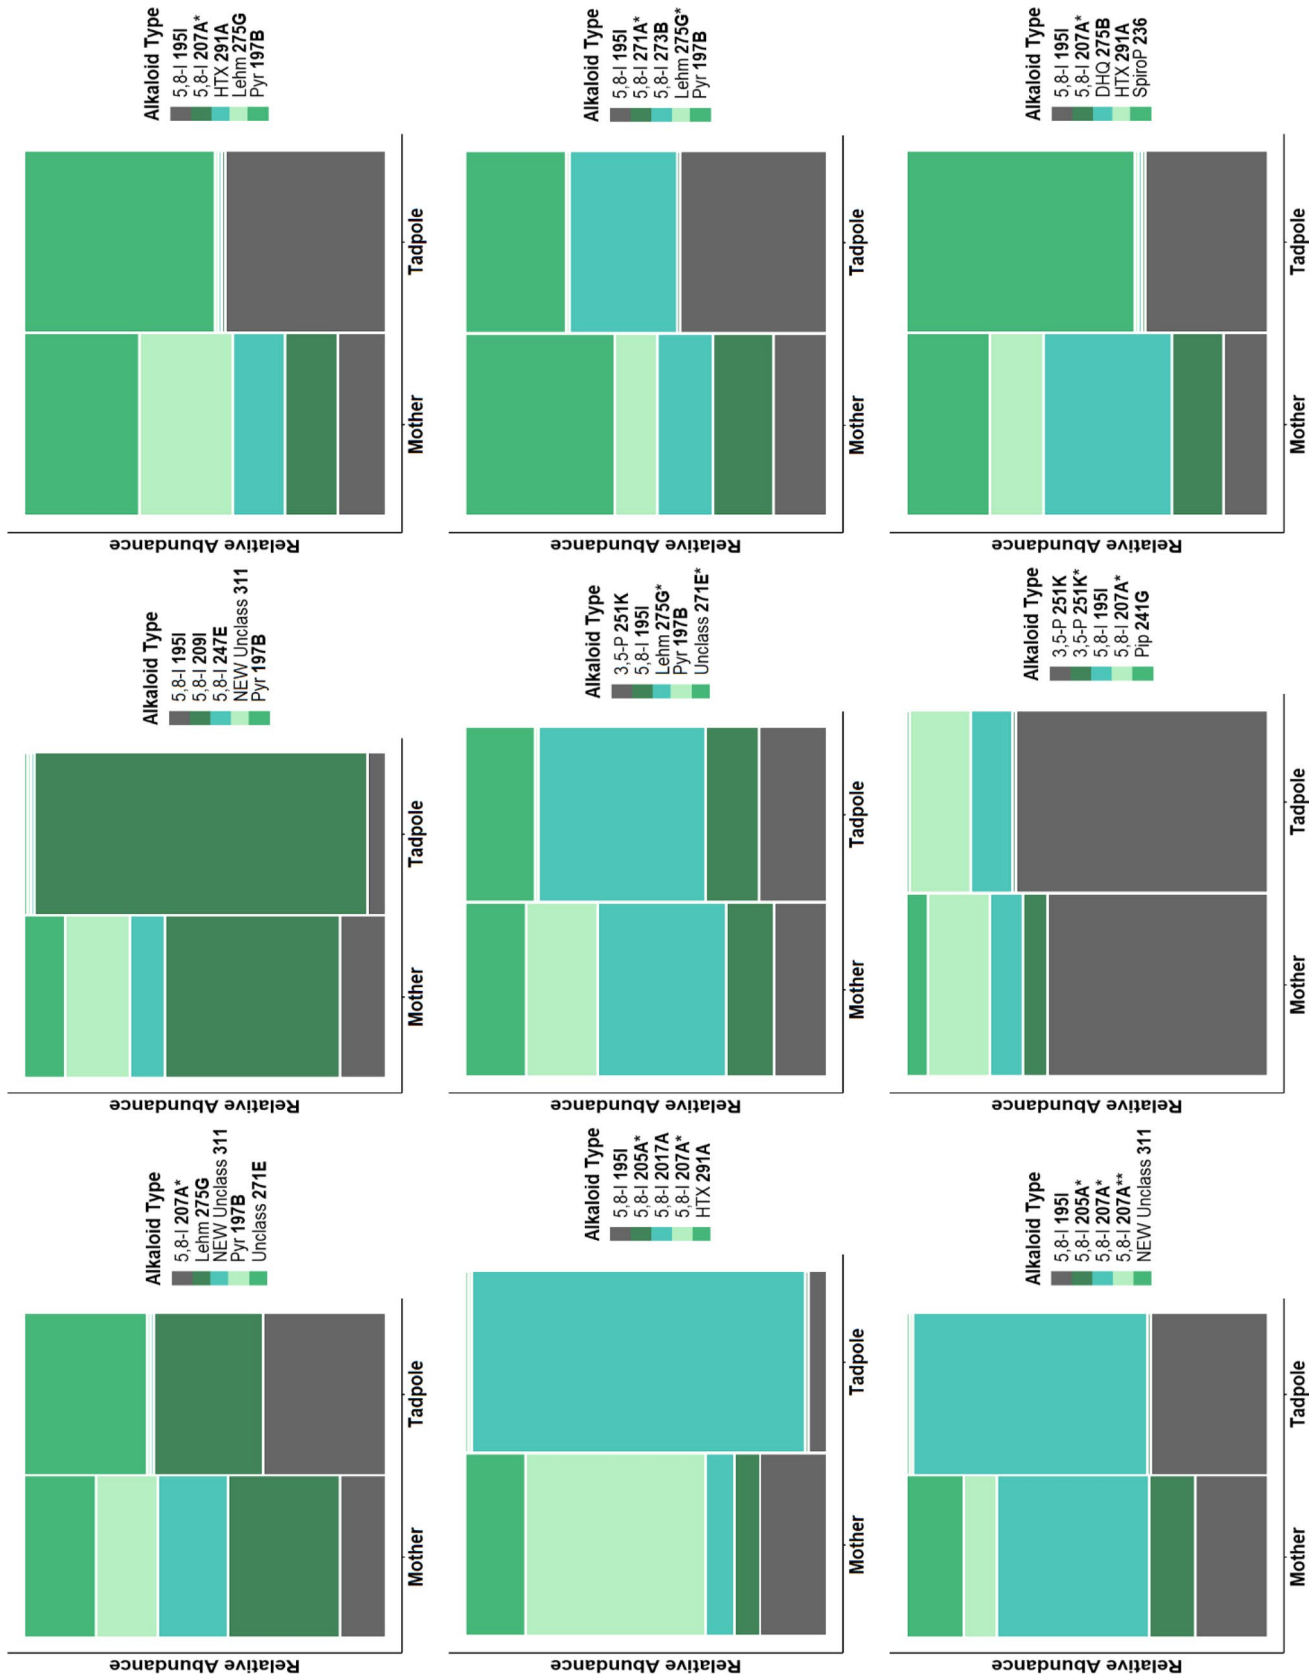 Relative Abundance
Mother
Tadpole
Alkaloid Type
5,8-I 195I
5,8-I 207A*
HTX 291A
Lehm 275G
Pyr 197B
Relative Abundance
Mother
Tadpole
Alkaloid Type
5,8-I 195I
5,8-I 271A*
5,8-I 273B
Lehm 275G*
Pyr 197B
Relative Abundance
Mother
Tadpole
Alkaloid Type
5,8-I 195I
5,8-I 207A*
DHQ 275B
HTX 291A
SpiroP 236
Relative Abundance
Mother
Tadpole
Alkaloid Type
5,8-I 195I
5,8-I 209I
5,8-I 247E
NEW Unclass 311
Pyr 197B
Relative Abundance
Mother
Tadpole
Alkaloid Type
3,5-P 251K
5,8-I 195I
Lehm 275G*
Pyr 197B
Unclass 271E*
Relative Abundance
Mother
Tadpole
Alkaloid Type
3,5-P 251K
3,5-P 251K*
5,8-I 195I
5,8-I 207A*
Pip 241G
Relative Abundance
Mother
Tadpole
Alkaloid Type
5,8-I 207A*
Lehm 275G
NEW Unclass 311
Pyr 197B
Unclass 271E
Relative Abundance
Mother
Tadpole
Alkaloid Type
5,8-I 195I
5,8-I 205A*
5,8-I 2017A
5,8-I 207A*
HTX 291A
Relative Abundance
Mother
Tadpole
Alkaloid Type
5,8-I 195I
5,8-I 205A*
5,8-I 207A*
5,8-I 207A**
NEW Unclass 311